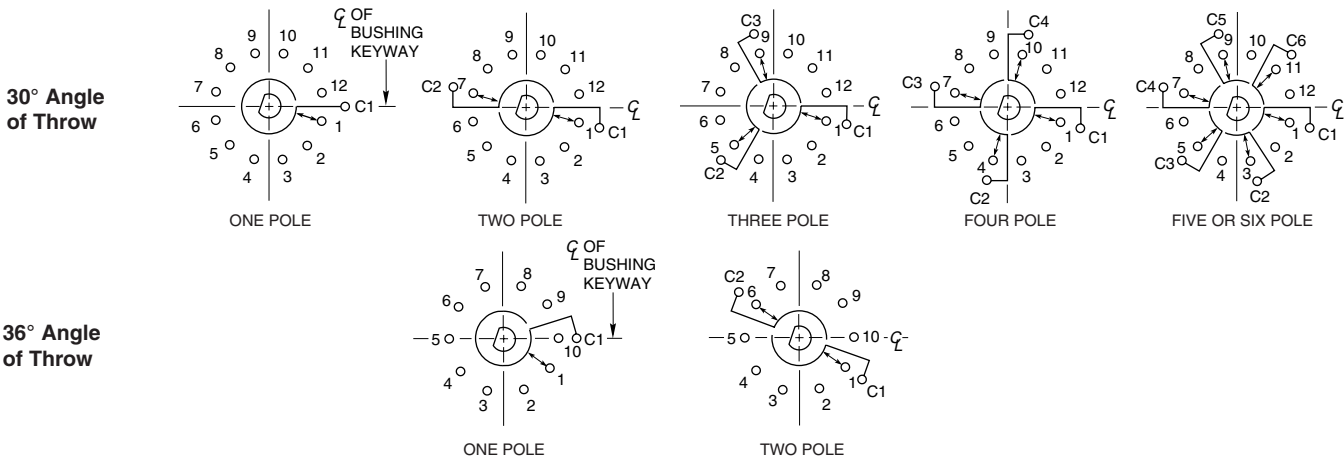 30° Angle
of Throw
℄ OF
BUSHING
KEYWAY
9 10
8 11
7 12
C1
6 1
5 2
4 3
ONE POLE
9 10
8 11
C2 7 12
℄
6 1
C1
5 2
4 3
TWO POLE
C3
9 10
8 11
7 12
℄
6 1
C1
5 2
C2
4 3
THREE POLE
C4
9 10
8 11
C3 7 12
℄
6 1
C1
5 2
4 3
C2
FOUR POLE
C5
9 10 C6
8 11
C4 7 12
℄
6 1
C1
5 2
C3
4 3
C2
FIVE OR SIX POLE
36° Angle
of Throw
℄ OF
BUSHING
KEYWAY
7 8
6 9
5 10 C1
4 1
3 2
ONE POLE
C2 7 8
6 9
5 10 ℄
4 1 C1
3 2
TWO POLE